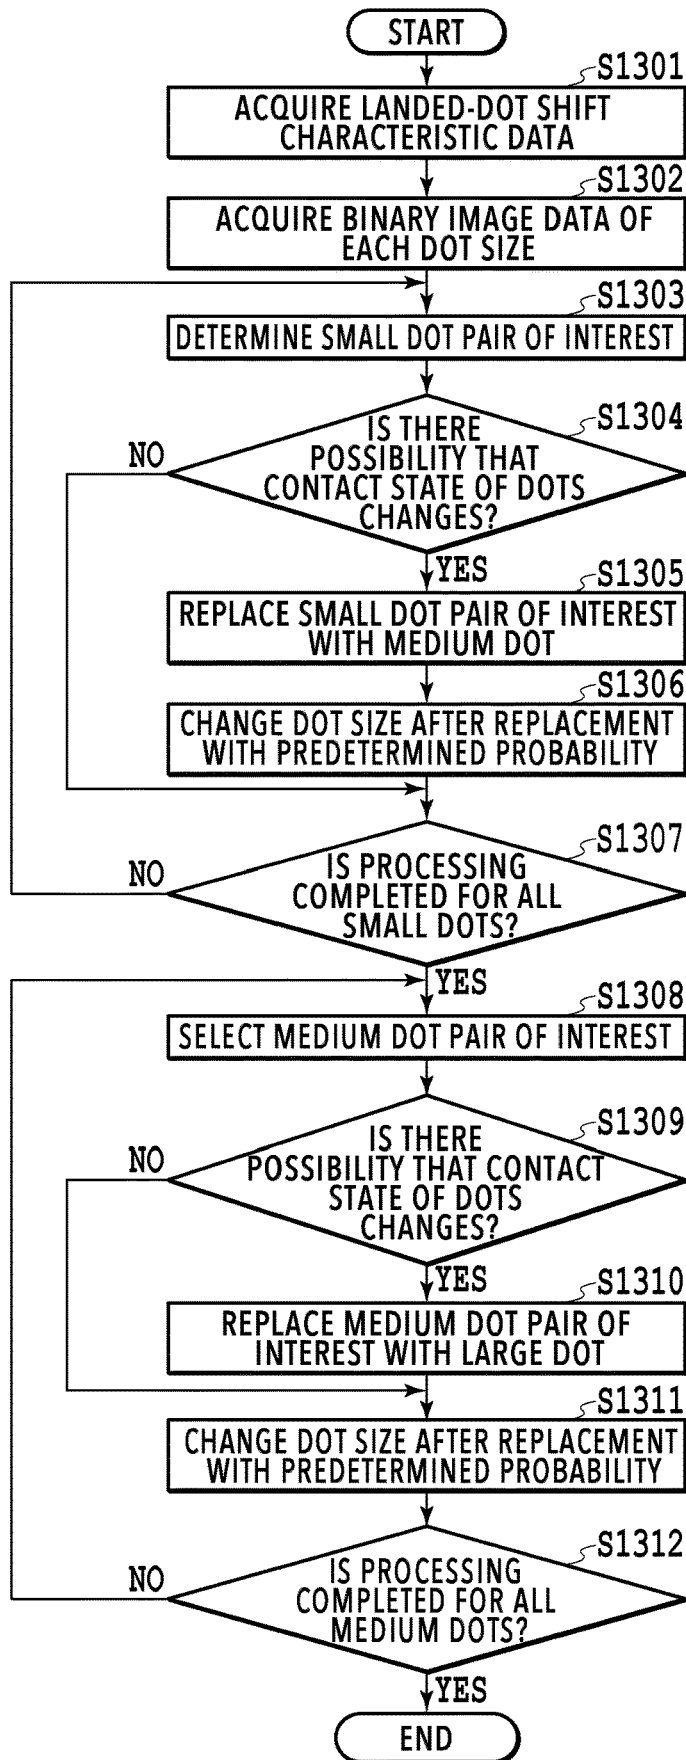 START
S1301
ACQUIRE LANDED-DOT SHIFT
CHARACTERISTIC DATA
S1302
ACQUIRE BINARY IMAGE DATA OF
EACH DOT SIZE
S1303
DETERMINE SMALL DOT PAIR OF INTEREST
S1304
IS THERE
POSSIBILITY THAT
CONTACT STATE OF DOTS
CHANGES?
NO
YES
S1305
REPLACE SMALL DOT PAIR OF INTEREST
WITH MEDIUM DOT
S1306
CHANGE DOT SIZE AFTER REPLACEMENT
WITH PREDETERMINED PROBABILITY
S1307
IS PROCESSING
COMPLETED FOR ALL
SMALL DOTS?
NO
YES
S1308
SELECT MEDIUM DOT PAIR OF INTEREST
S1309
IS THERE
POSSIBILITY THAT CONTACT
STATE OF DOTS
CHANGES?
NO
YES
S1310
REPLACE MEDIUM DOT PAIR OF
INTEREST WITH LARGE DOT
S1311
CHANGE DOT SIZE AFTER REPLACEMENT
WITH PREDETERMINED PROBABILITY
S1312
IS PROCESSING
COMPLETED FOR ALL
MEDIUM DOTS?
NO
YES
END